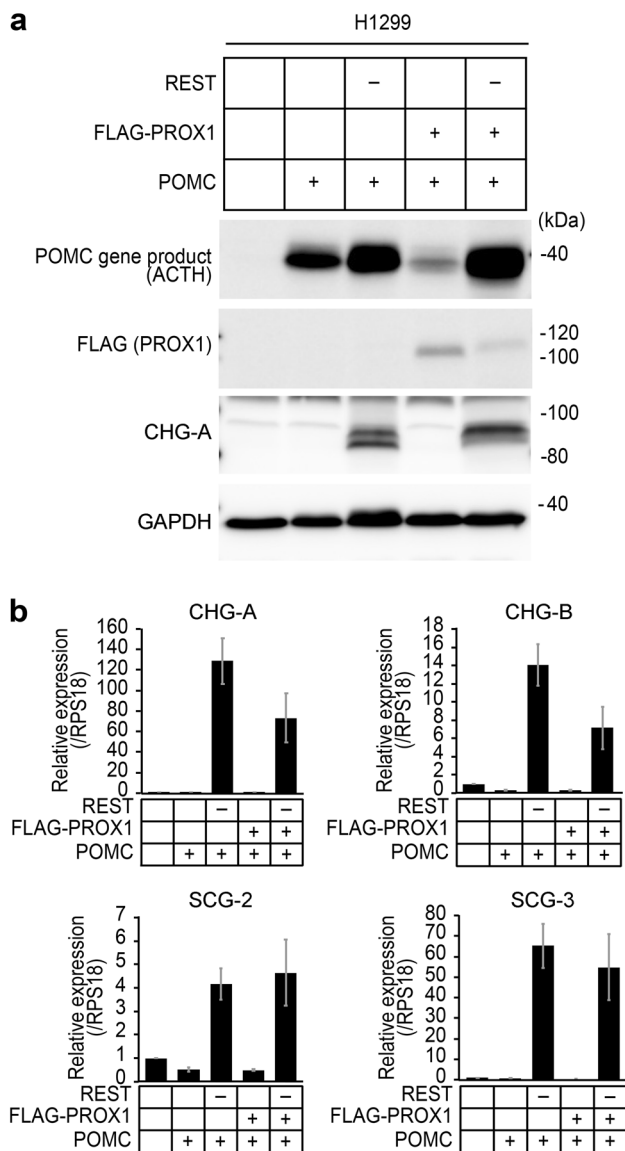 a
H1299
REST – –
FLAG-PROX1 + +
POMC + + + +
(kDa)
POMC gene product
(ACTH)
-40
FLAG (PROX1)
-120
-100
CHG-A
-100
-80
GAPDH
-40
b
CHG-A
Relative expression
(/RPS18)
160
140
120
100
80
60
40
20
0
REST – –
FLAG-PROX1 + +
POMC + + + +
CHG-B
Relative expression
(/RPS18)
18
16
14
12
10
8
6
4
2
0
REST – –
FLAG-PROX1 + +
POMC + + + +
SCG-2
Relative expression
(/RPS18)
7
6
5
4
3
2
1
0
REST – –
FLAG-PROX1 + +
POMC + + + +
SCG-3
Relative expression
(/RPS18)
80
70
60
50
40
30
20
10
0
REST – –
FLAG-PROX1 + +
POMC + + + +